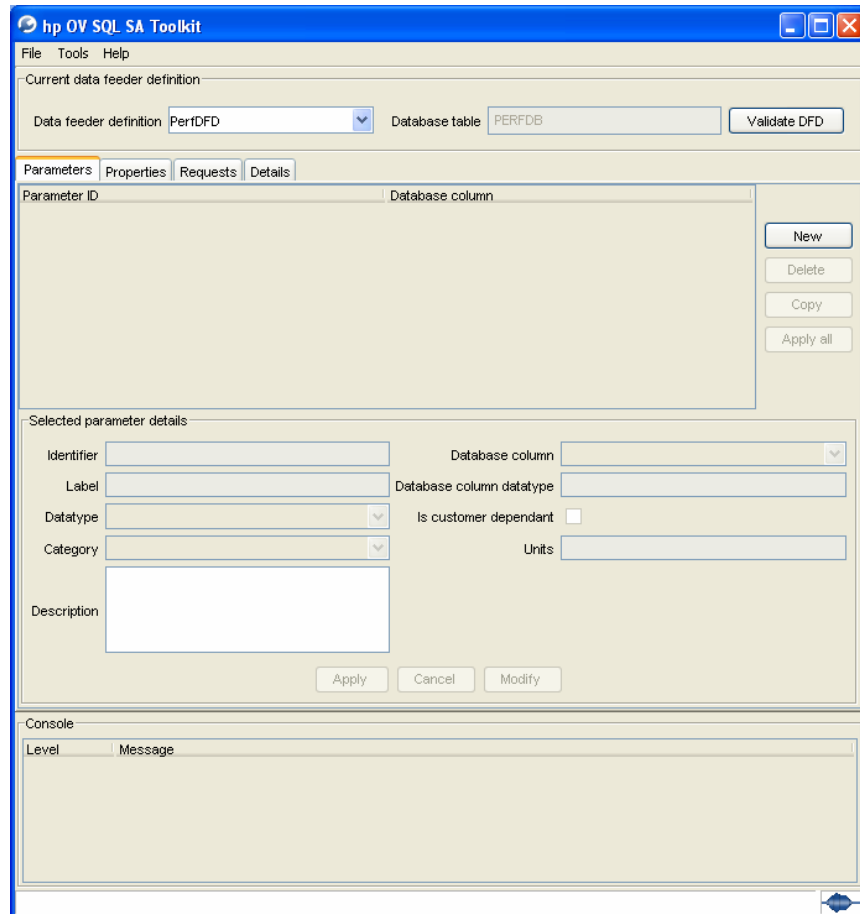 hp OV SQL SA Toolkit
File Tools Help
Current data feeder definition
Data feeder definition PerfDFD Database table PERFDB Validate DFD
Parameters Properties Requests Details
Parameter ID Database column
New
Delete
Copy
Apply all
Selected parameter details
Identifier Database column
Label Database column datatype
Datatype Is customer dependant
Category Units
Description
Apply Cancel Modify
Console
Level Message